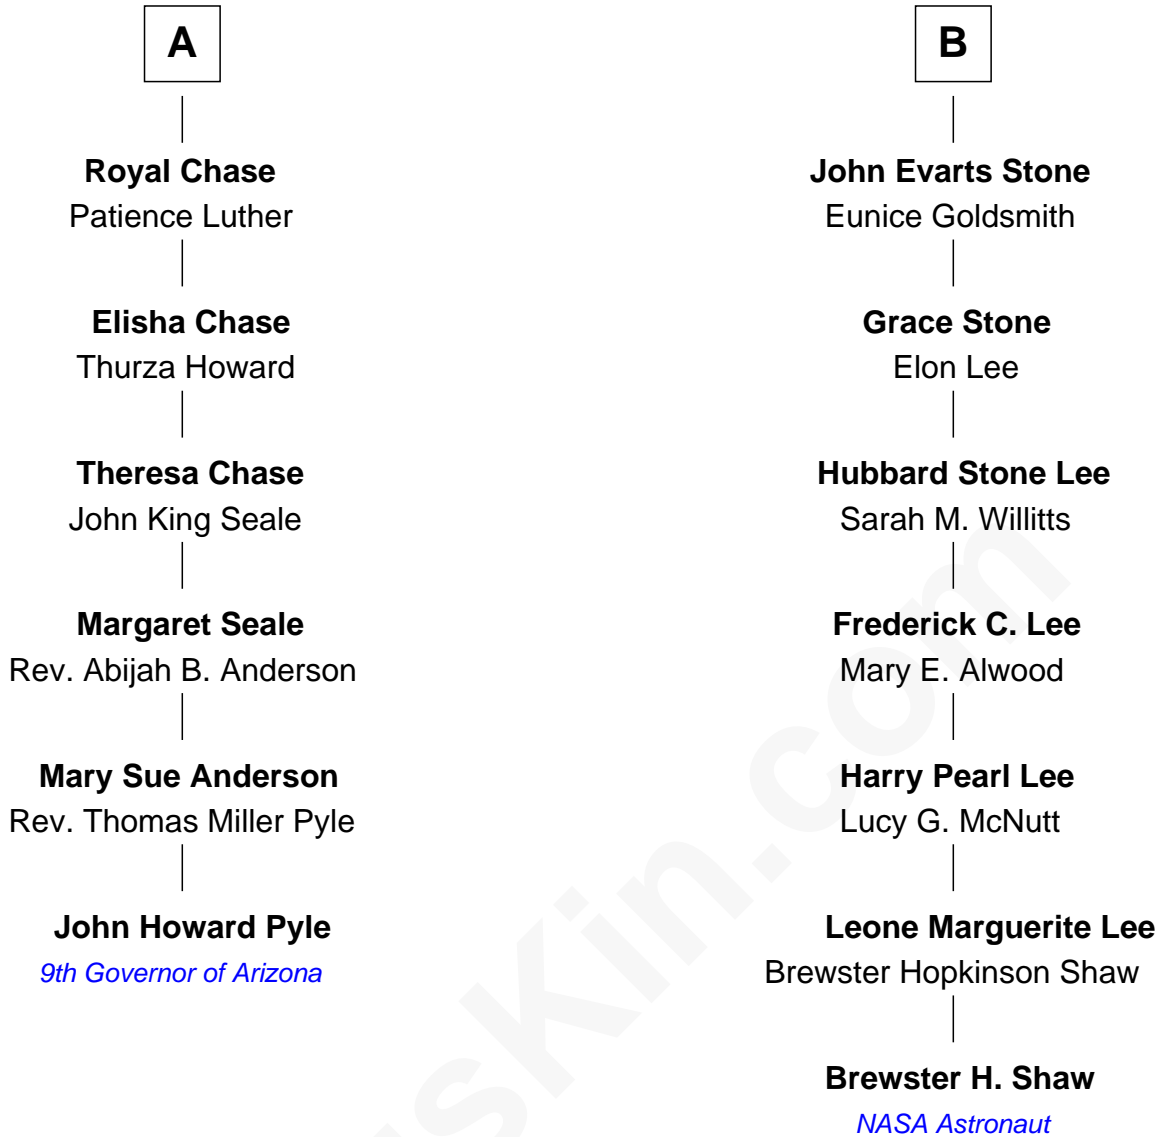 A
Royal Chase
Patience Luther
Elisha Chase
Thurza Howard
Theresa Chase
John King Seale
Margaret Seale
Rev. Abijah B. Anderson
Mary Sue Anderson
Rev. Thomas Miller Pyle
John Howard Pyle
9th Governor of Arizona
B
John Evarts Stone
Eunice Goldsmith
Grace Stone
Elon Lee
Hubbard Stone Lee
Sarah M. Willitts
Frederick C. Lee
Mary E. Alwood
Harry Pearl Lee
Lucy G. McNutt
Leone Marguerite Lee
Brewster Hopkinson Shaw
Brewster H. Shaw
NASA Astronaut
sKin.com